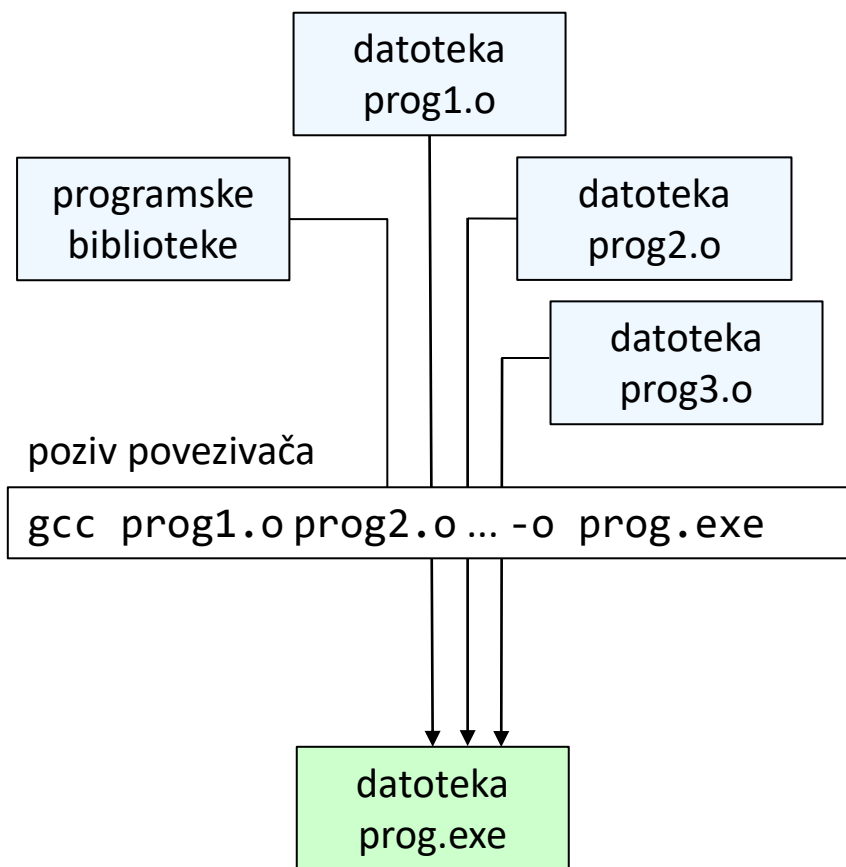 datoteka
prog1.o
programske
biblioteke
datoteka
prog2.o
datoteka
prog3.o
poziv povezivača
gcc prog1.o prog2.o ... -o prog.exe
datoteka
prog.exe